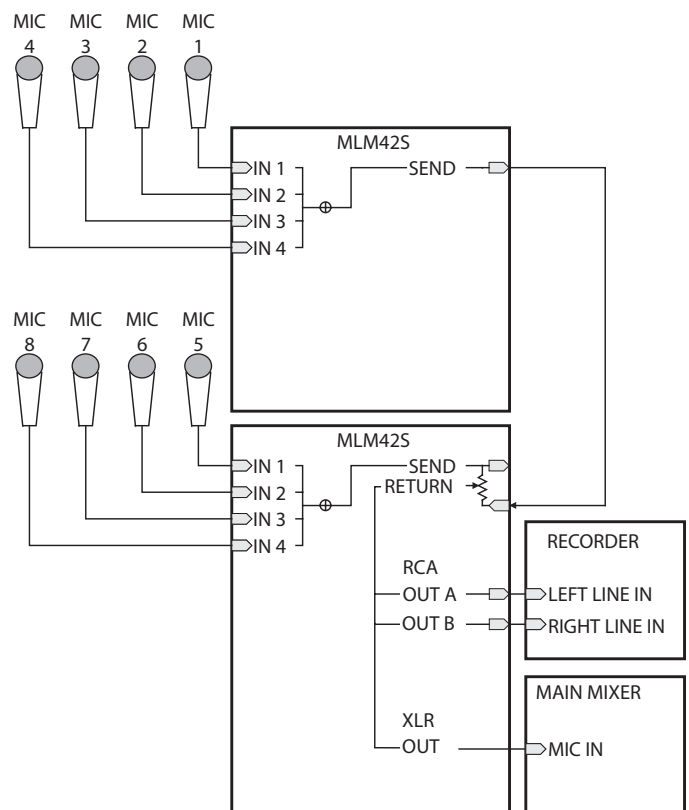 MIC MIC MIC MIC
4 3 2 1
MLM42S
IN 1 SEND
IN 2
IN 3
IN 4
MIC MIC MIC MIC
8 7 6 5
MLM42S
IN 1 SEND
IN 2 RETURN
IN 3
IN 4
RECORDER
RCA
OUT A LEFT LINE IN
OUT B RIGHT LINE IN
MAIN MIXER
XLR
OUT MIC IN